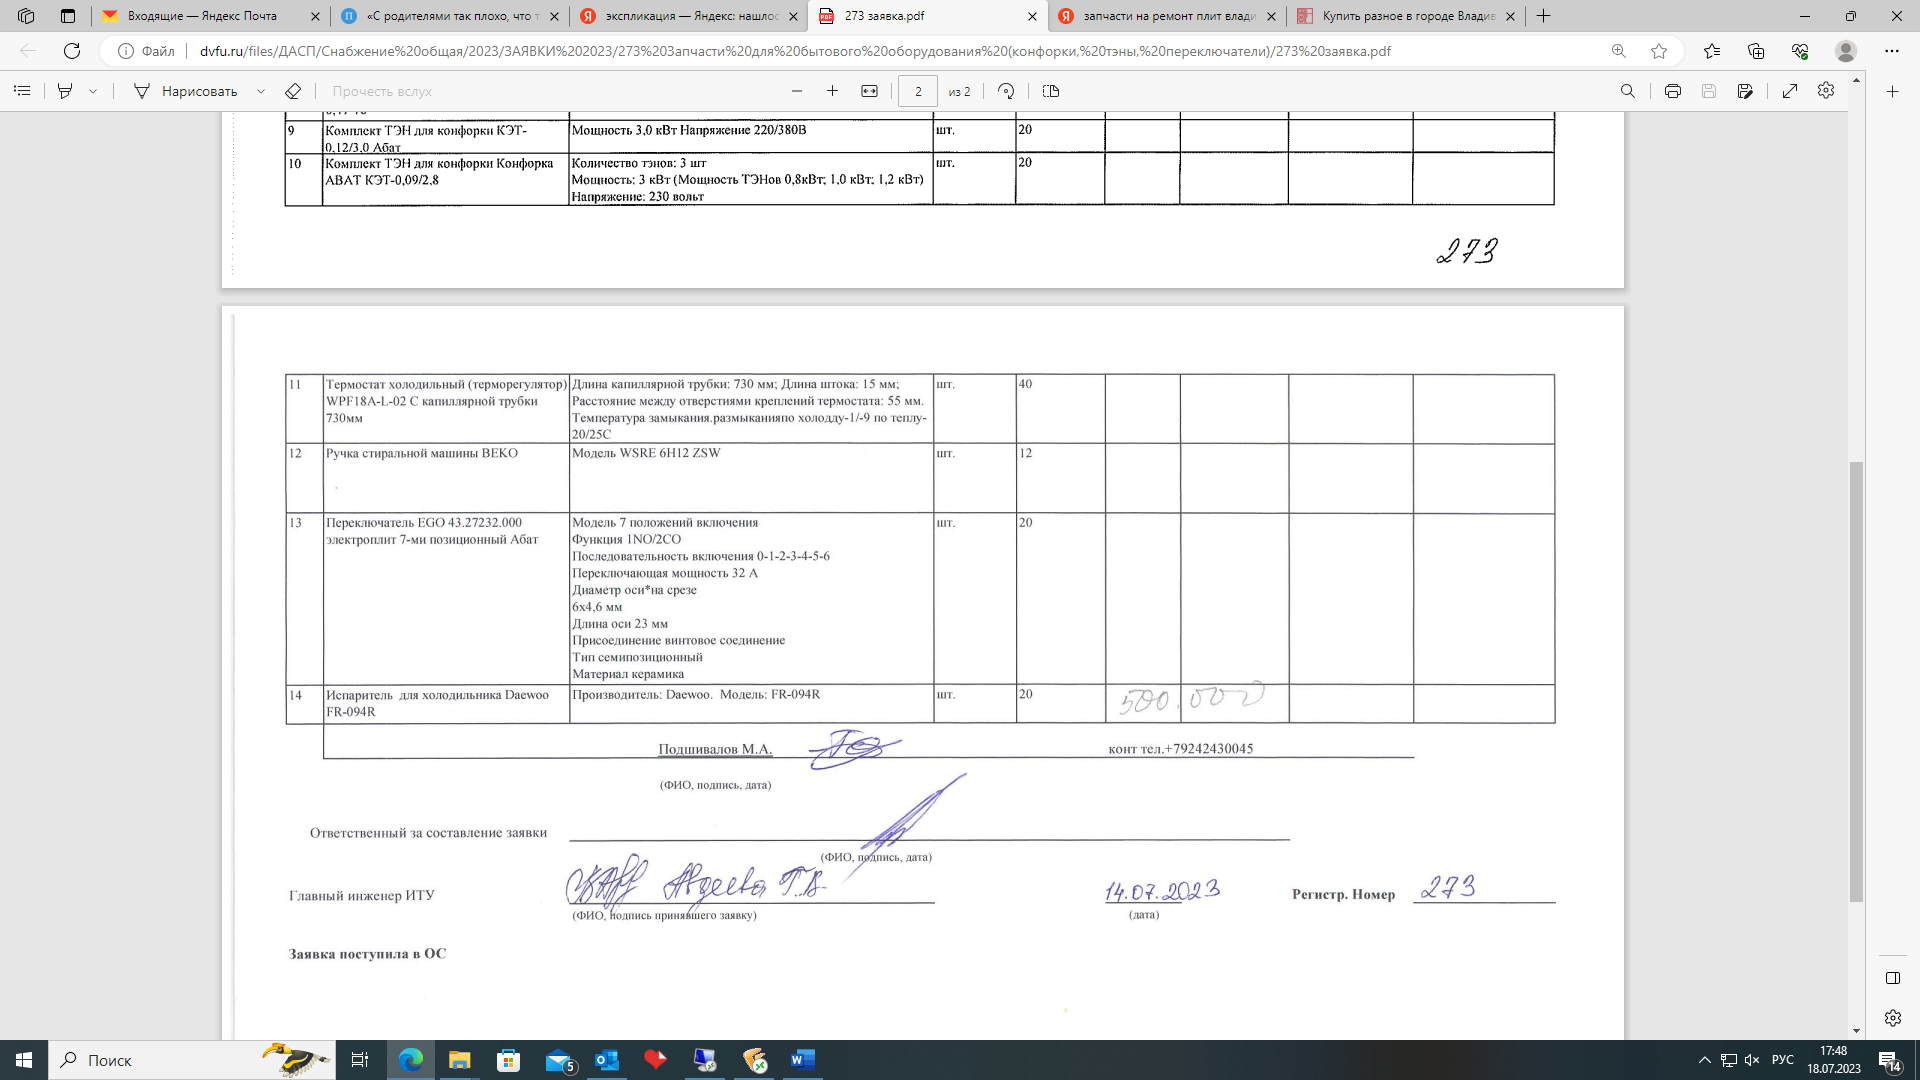 Входящие — Яндекс Почта
«С родителями так плохо, что т
экспликация — Яндекс: нашлос
273 заявка.pdf
запчасти на ремонт плит влади
Купить разное в городе Владив
Файл
dvfu.ru/files/ДАСП/Снабжение%20общая/2023/ЗАЯВКИ%202023/273%203апчасти%20для%20бытового%20оборудования%20(конфорки,%20тэны,%20переключатели)/273%20заявка.pdf
Нарисовать
Прочесть вслух
2 из 2
9 Комплект ТЭН для конфорки КЭТ- Мощность 3,0 кВт Напряжение 220/380В шт. 20
0,12/3,0 Абат
10 Комплект ТЭН для конфорки Конфорка Количество тэнов: 3 шт шт. 20
АВАТ КЭТ-0,09/2,8 Мощность: 3 кВт (Мощность ТЭНов 0,8кВт; 1,0 кВт; 1,2 кВт)
Напряжение: 230 вольт
273
11 Термостат холодильный (терморегулятор) Длина капиллярной трубки: 730 мм; Длина штока: 15 мм; шт. 40
WPF18A-L-02 С капиллярной трубки Расстояние между отверстиями креплений термостата: 55 мм.
730мм Температура замыкания.размыканияпо холодду-1/-9 по теплу-
20/25С
12 Ручка стиральной машины BEKO Модель WSRE 6H12 ZSW шт. 12
13 Переключатель EGO 43.27232.000 Модель 7 положений включения шт. 20
электроплит 7-ми позиционный Абат Функция 1NO/2CO
Последовательность включения 0-1-2-3-4-5-6
Переключающая мощность 32 А
Диаметр оси*на срезе
6х4,6 мм
Длина оси 23 мм
Присоединение винтовое соединение
Тип семипозиционный
Материал керамика
14 Испаритель для холодильника Daewoo Производитель: Daewoo. Модель: FR-094R шт. 20 500.000
FR-094R
Подшивалов М.А. конт тел.+79242430045
(ФИО, подпись, дата)
Ответственный за составление заявки
(ФИО, подпись, дата)
Главный инженер ИТУ Авдеева Г.В. 14.07.2023 Регистр. Номер 273
(ФИО, подпись принявшего заявку) (дата)
Заявка поступила в ОС
Поиск
5
РУС
17:48
18.07.2023
14